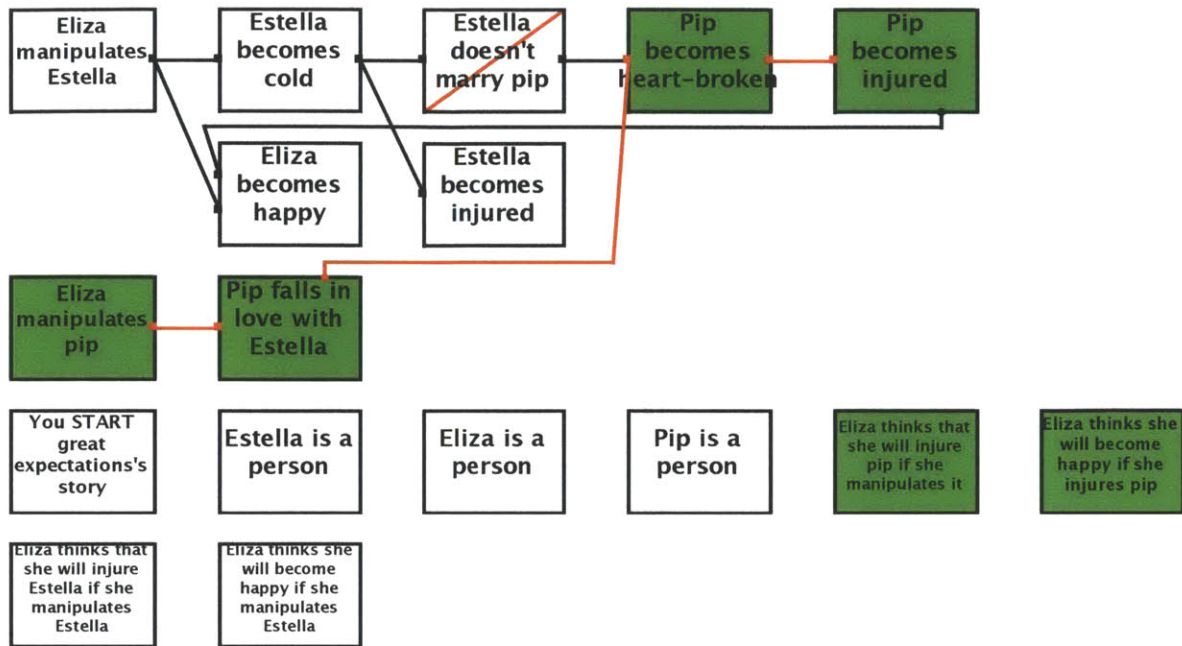 Eliza
manipulates
Estella
Estella
becomes
cold
Estella
doesn't
marry pip
Pip
becomes
heart-broken
Pip
becomes
injured
Eliza
becomes
happy
Estella
becomes
injured
Eliza
manipulates
pip
Pip falls in
love with
Estella
You START
great
expectations's
story
Estella is a
person
Eliza is a
person
Pip is a
person
Eliza thinks that
she will injure
pip if she
manipulates it
Eliza thinks she
will become
happy if she
injures pip
Eliza thinks that
she will injure
Estella if she
manipulates
Estella
Eliza thinks she
will become
happy if she
manipulates
Estella